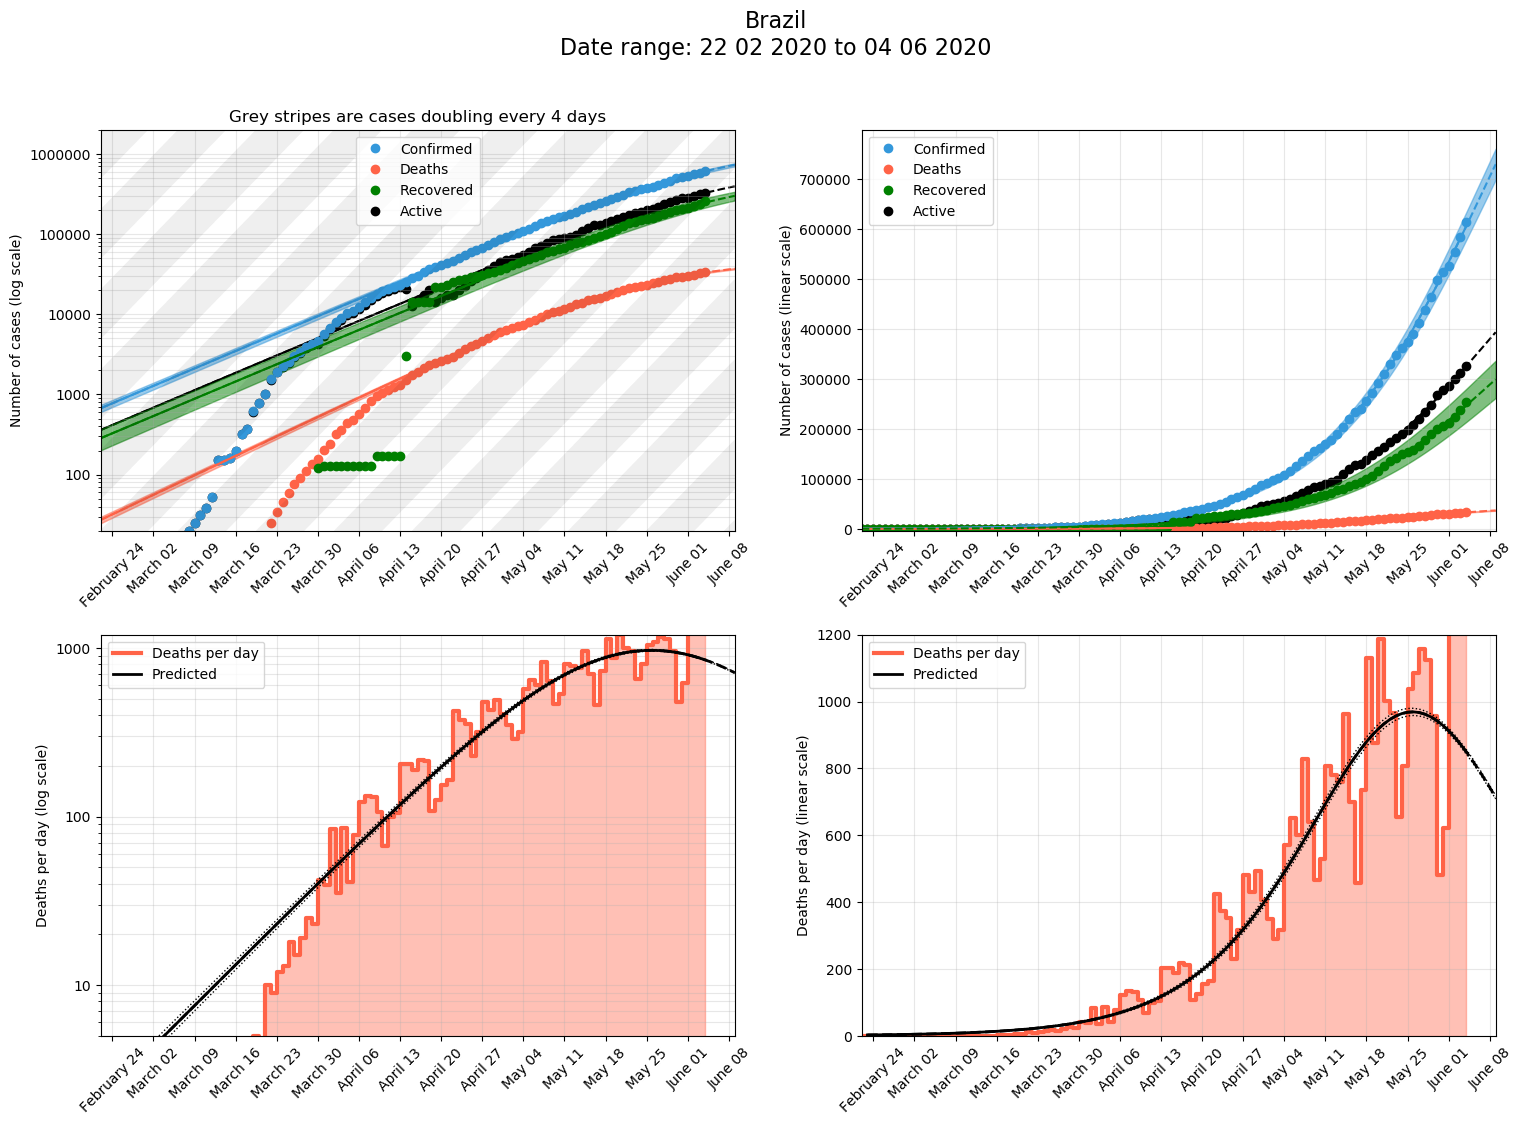 Brazil
Date range: 22 02 2020 to 04 06 2020
Grey stripes are cases doubling every 4 days
Number of cases (log scale)
1000000
100000
10000
1000
100
Confirmed
Deaths
Recovered
Active
February 24
March 02
March 09
March 16
March 23
March 30
April 06
April 13
April 20
April 27
May 04
May 11
May 18
May 25
June 01
June 08
Number of cases (linear scale)
700000
600000
500000
400000
300000
200000
100000
0
Confirmed
Deaths
Recovered
Active
February 24
March 02
March 09
March 16
March 23
March 30
April 06
April 13
April 20
April 27
May 04
May 11
May 18
May 25
June 01
June 08
Deaths per day (log scale)
1000
100
10
Deaths per day
Predicted
February 24
March 02
March 09
March 16
March 23
March 30
April 06
April 13
April 20
April 27
May 04
May 11
May 18
May 25
June 01
June 08
Deaths per day (linear scale)
1200
1000
800
600
400
200
0
Deaths per day
Predicted
February 24
March 02
March 09
March 16
March 23
March 30
April 06
April 13
April 20
April 27
May 04
May 11
May 18
May 25
June 01
June 08